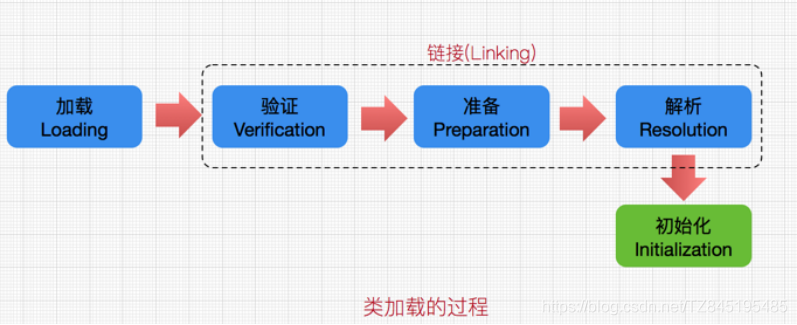 链接(Linking)
加载
Loading
验证
Verification
准备
Preparation
解析
Resolution
初始化
Initialization
类加载的过程
https://blog.csdn.net/TZ845195485